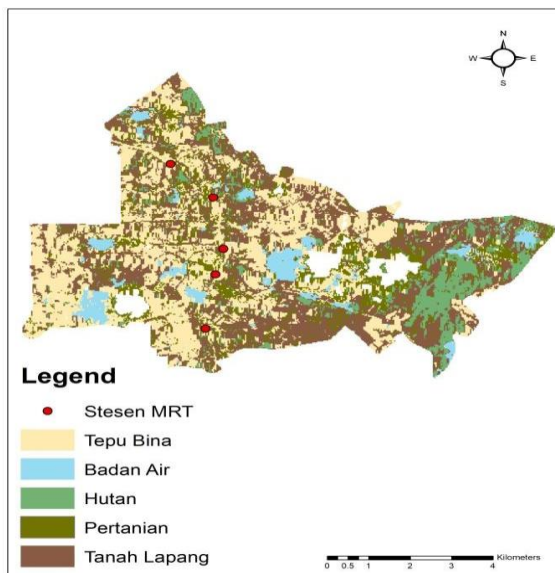 N
W E
S
Legend
Stesen MRT
Tepu Bina
Badan Air
Hutan
Pertanian
Tanah Lapang
Kilometers
0 0.5 1 2 3 4